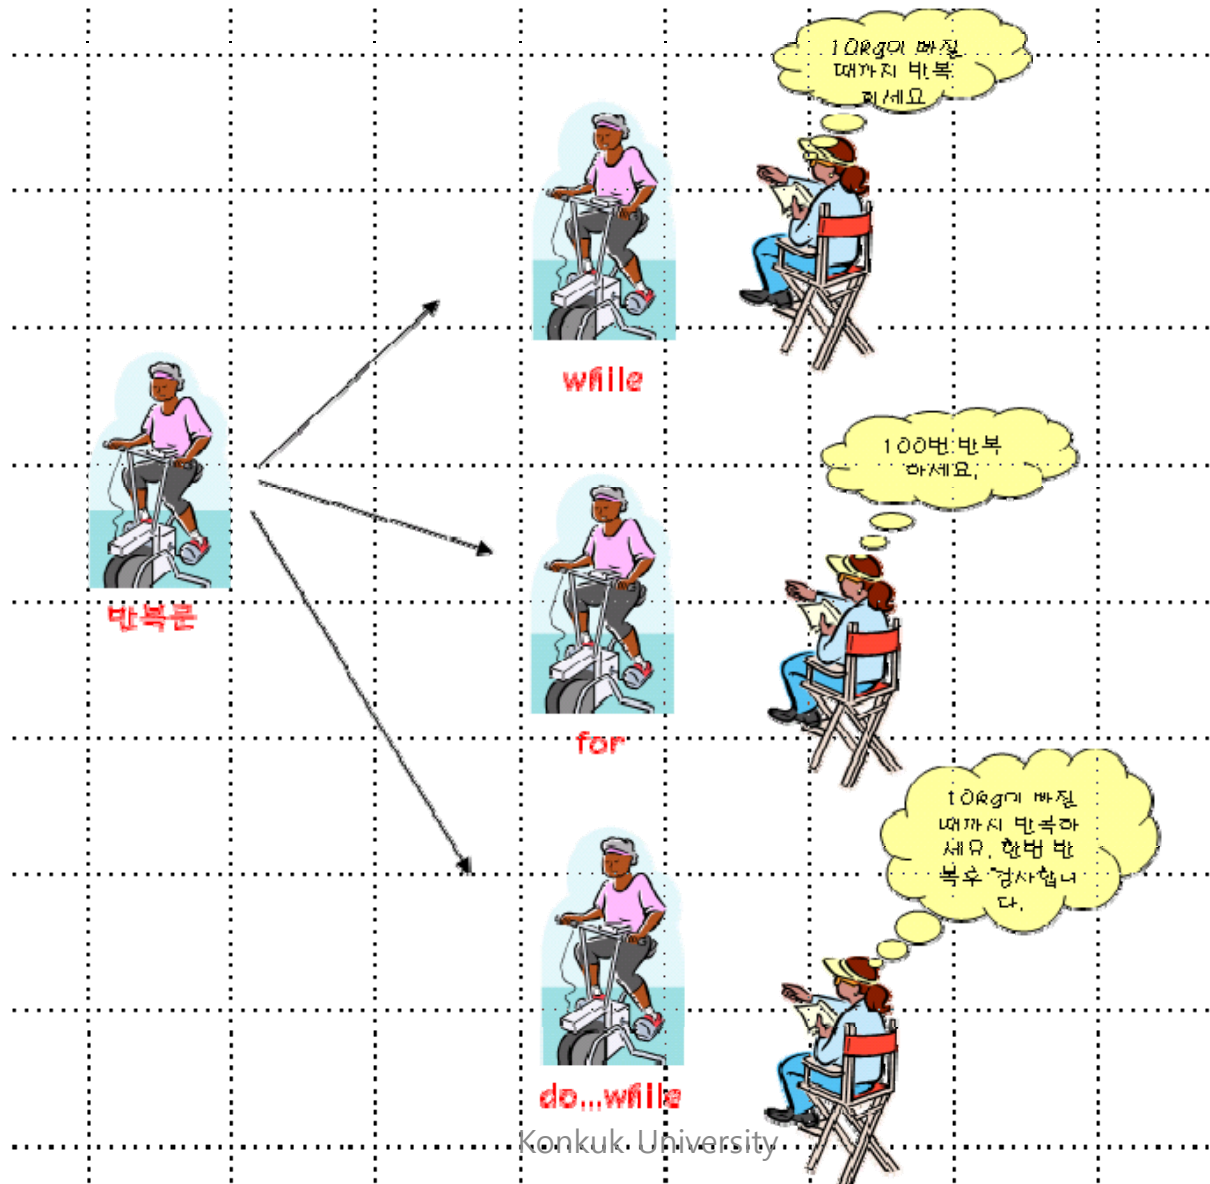 10kg이 빠질
때까지 반복
하세요
while
반복문
100번 반복
하세요.
for
10kg이 빠질
때까지 반복하
세요. 한번 반
복후 검사합니
다.
do...while
Konkuk University